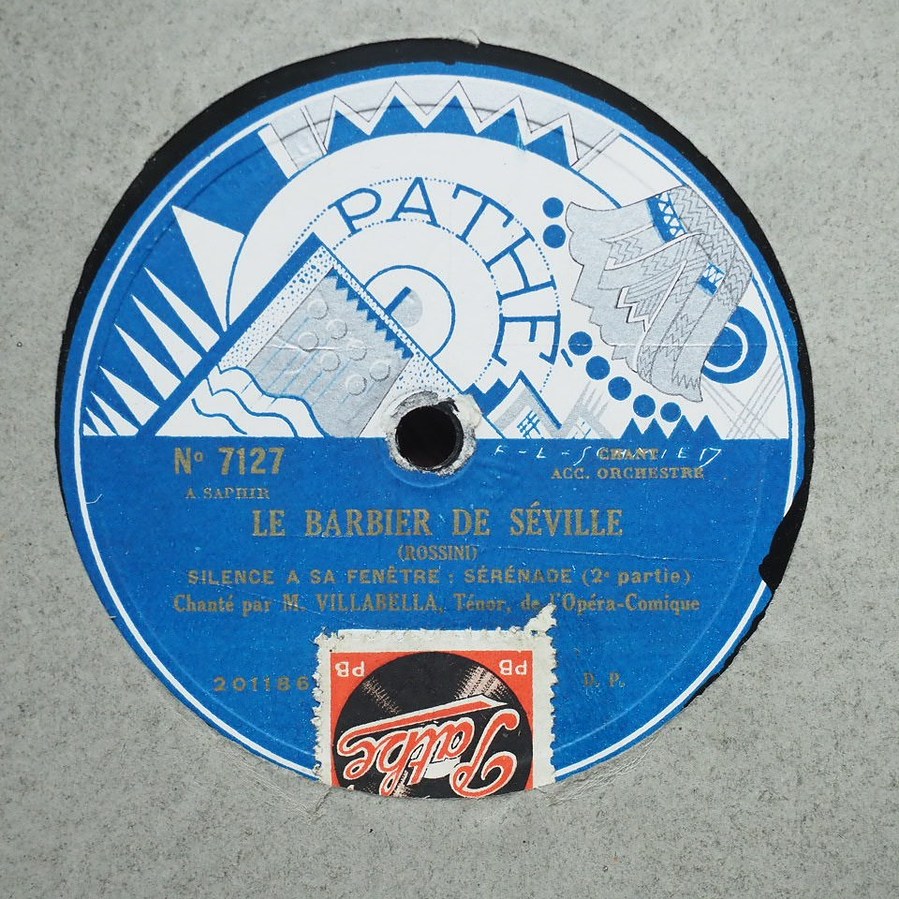 PATHÉ
F-L-SCHMIED
Nº 7127
CHANT
A. SAPHIR
ACC. ORCHESTRE
LE BARBIER DE SÉVILLE
(ROSSINI)
SILENCE A SA FENÊTRE : SÉRÉNADE (2e partie)
Chanté par M. VILLABELLA, Ténor, de l'Opéra-Comique
201186
D. P.
PB PB
Pathé